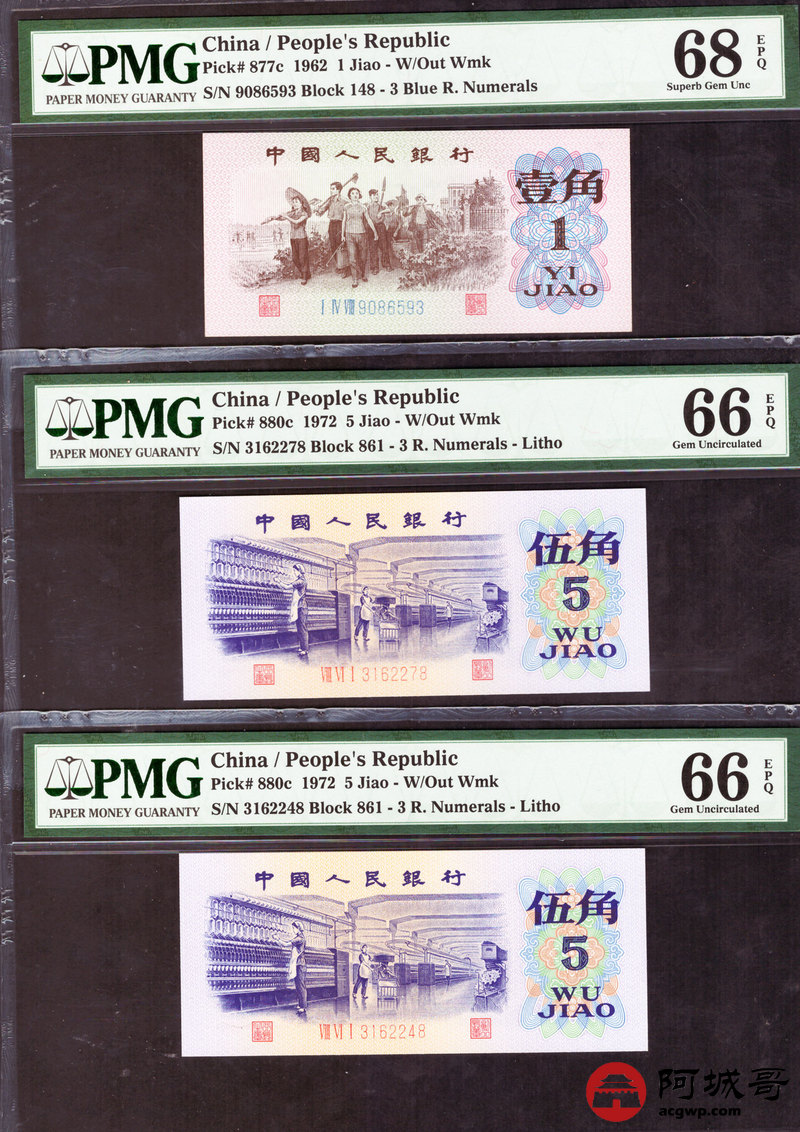 PMG
PAPER MONEY GUARANTY
China / People's Republic
Pick# 877c 1962 1 Jiao - W/Out Wmk
S/N 9086593 Block 148 - 3 Blue R. Numerals
68
EPQ
Superb Gem Unc
中國人民銀行
壹角
1
YI
JIAO
I IV VIII 9086593
PMG
PAPER MONEY GUARANTY
China / People's Republic
Pick# 880c 1972 5 Jiao - W/Out Wmk
S/N 3162278 Block 861 - 3 R. Numerals - Litho
66
EPQ
Gem Uncirculated
中國人民銀行
伍角
5
WU
JIAO
VIII VI I 3162278
PMG
PAPER MONEY GUARANTY
China / People's Republic
Pick# 880c 1972 5 Jiao - W/Out Wmk
S/N 3162248 Block 861 - 3 R. Numerals - Litho
66
EPQ
Gem Uncirculated
中國人民銀行
伍角
5
WU
JIAO
VIII VI I 3162248
阿城哥
acgwp.com